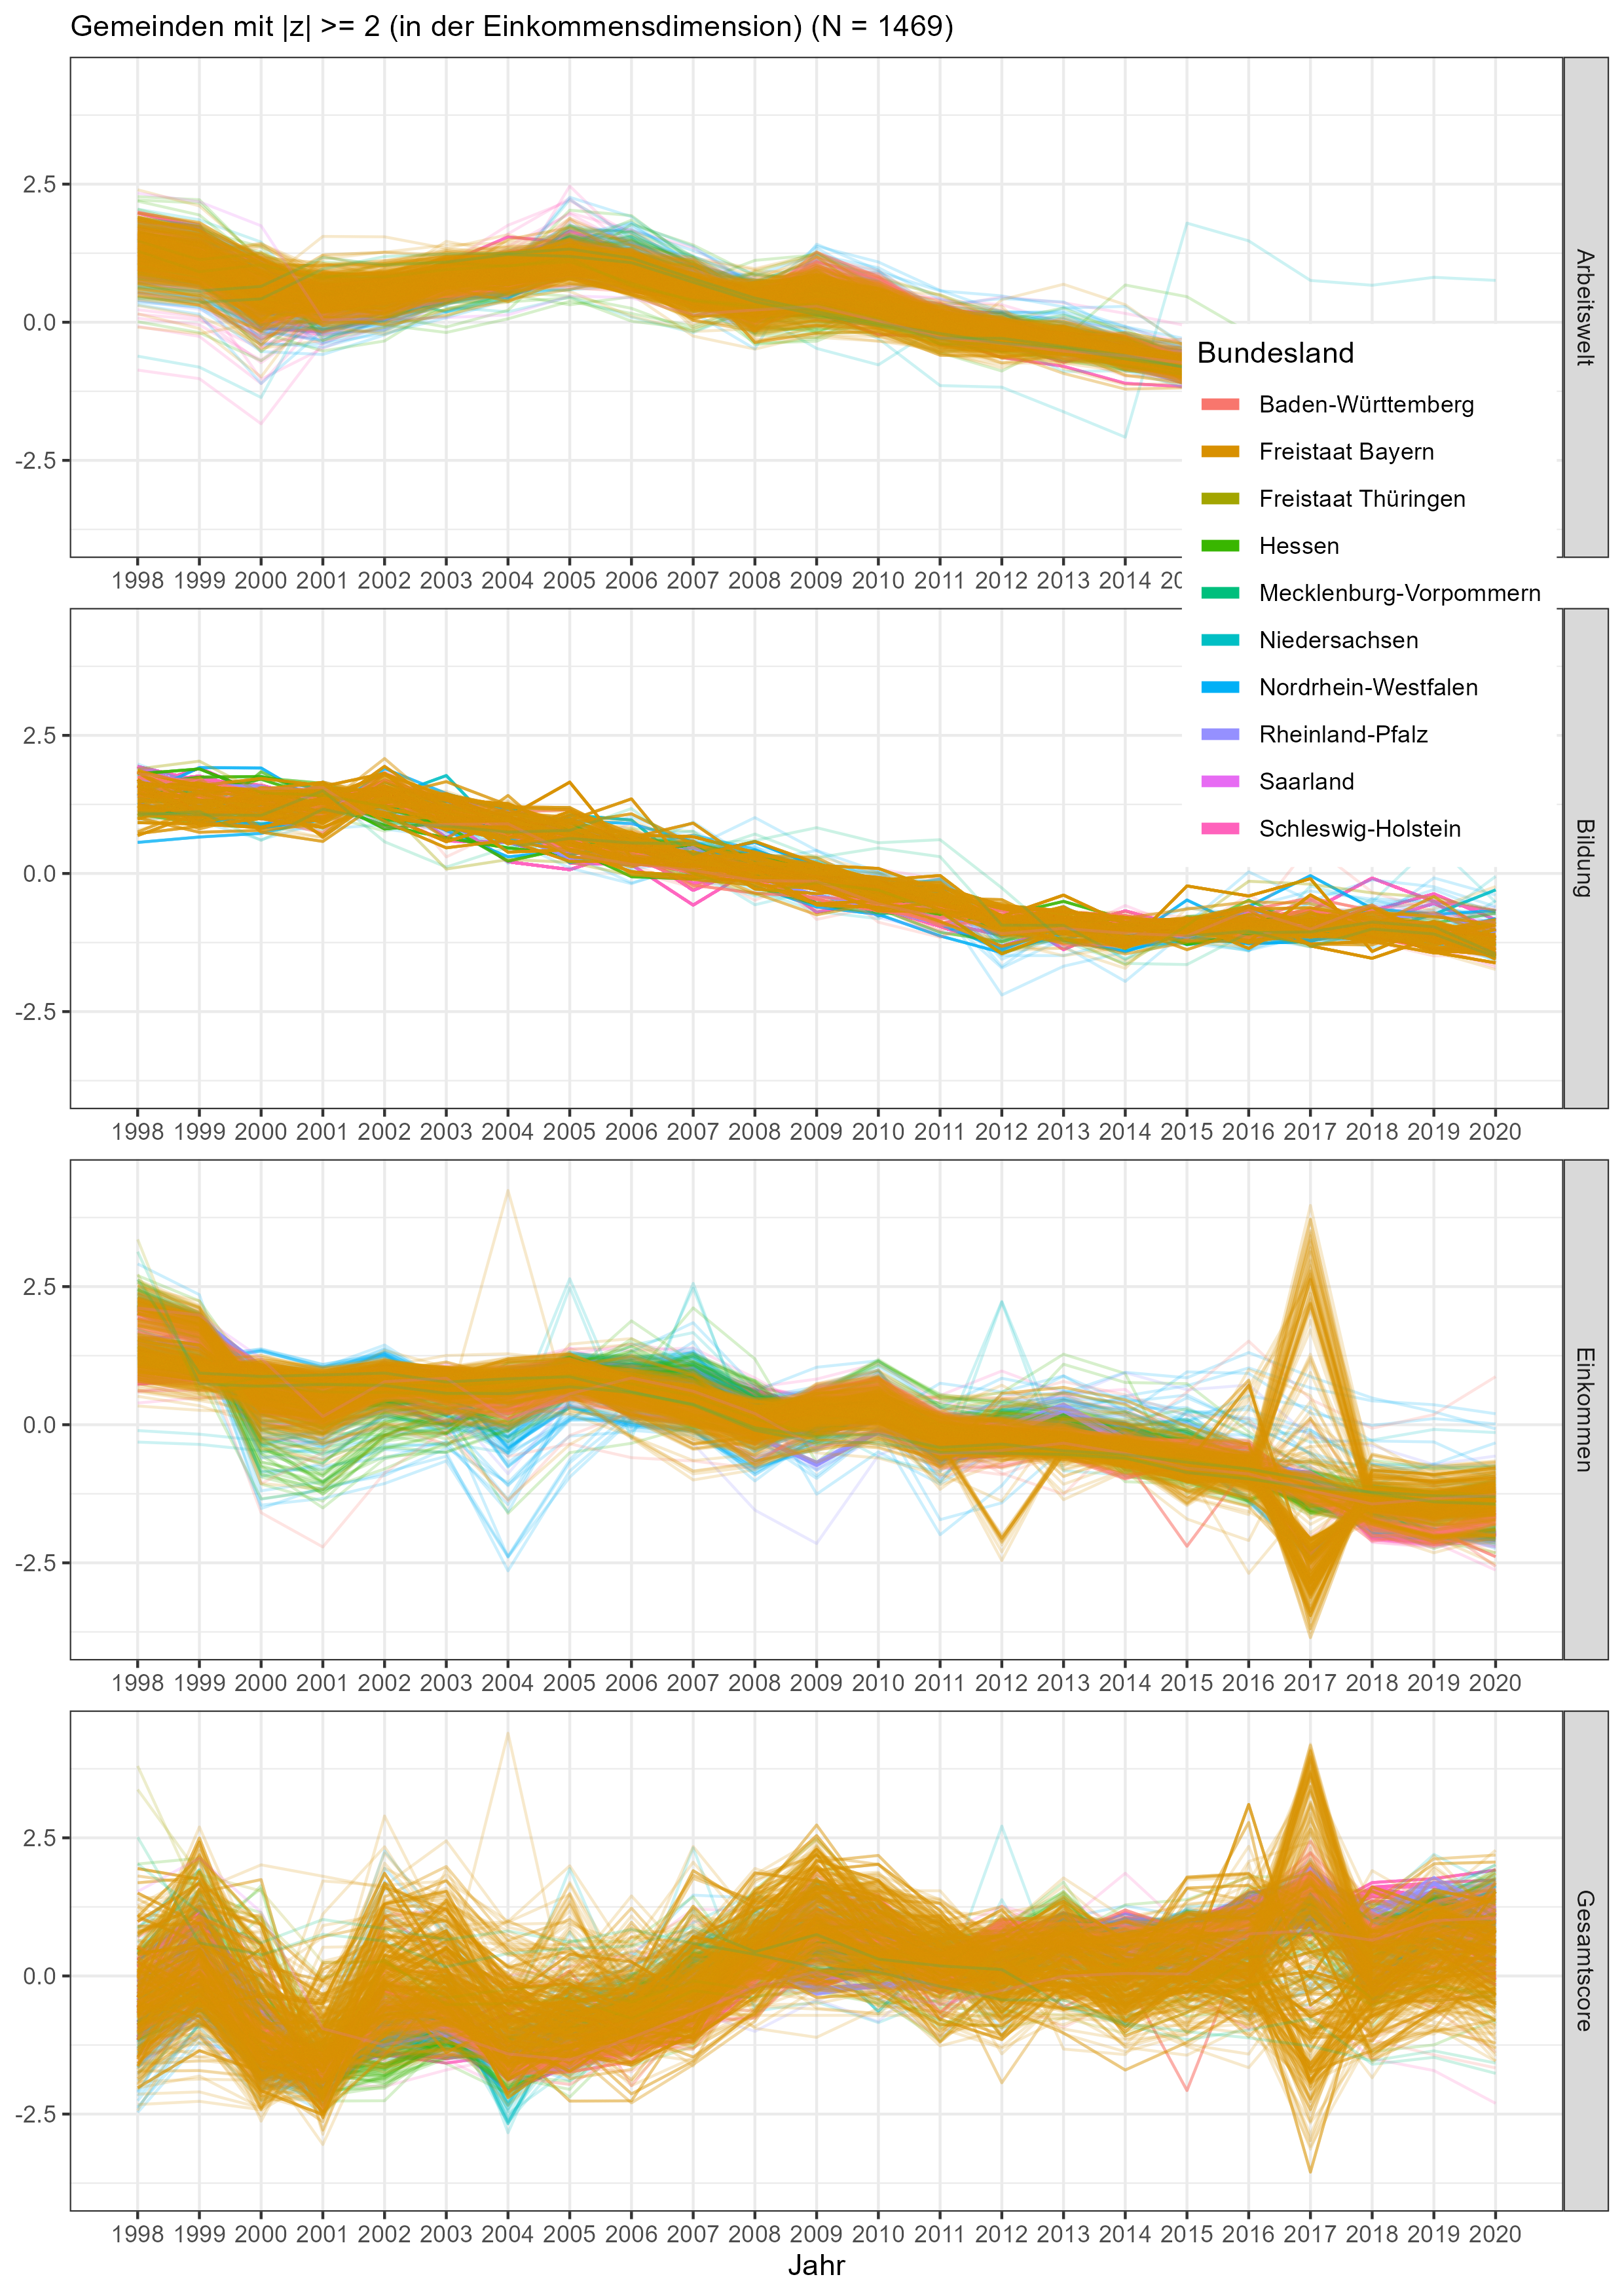 Gemeinden mit |z| >= 2 (in der Einkommensdimension) (N = 1469)
2.5
0.0
-2.5
Arbeitswelt
1998 1999 2000 2001 2002 2003 2004 2005 2006 2007 2008 2009 2010 2011 2012 2013 2014 20
Bundesland
Baden-Württemberg
Freistaat Bayern
Freistaat Thüringen
Hessen
Mecklenburg-Vorpommern
Niedersachsen
Nordrhein-Westfalen
Rheinland-Pfalz
Saarland
Schleswig-Holstein
2.5
0.0
-2.5
Bildung
1998 1999 2000 2001 2002 2003 2004 2005 2006 2007 2008 2009 2010 2011 2012 2013 2014 2015 2016 2017 2018 2019 2020
2.5
0.0
-2.5
Einkommen
1998 1999 2000 2001 2002 2003 2004 2005 2006 2007 2008 2009 2010 2011 2012 2013 2014 2015 2016 2017 2018 2019 2020
2.5
0.0
-2.5
Gesamtscore
1998 1999 2000 2001 2002 2003 2004 2005 2006 2007 2008 2009 2010 2011 2012 2013 2014 2015 2016 2017 2018 2019 2020
Jahr